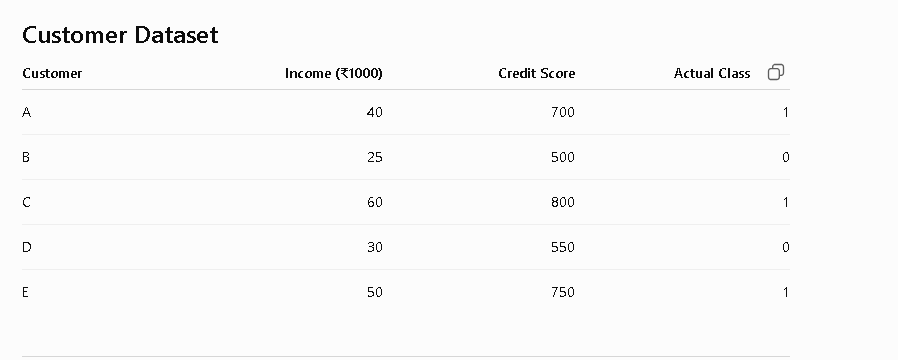 Customer Dataset
Customer Income (₹1000) Credit Score Actual Class
A 40 700 1
B 25 500 0
C 60 800 1
D 30 550 0
E 50 750 1